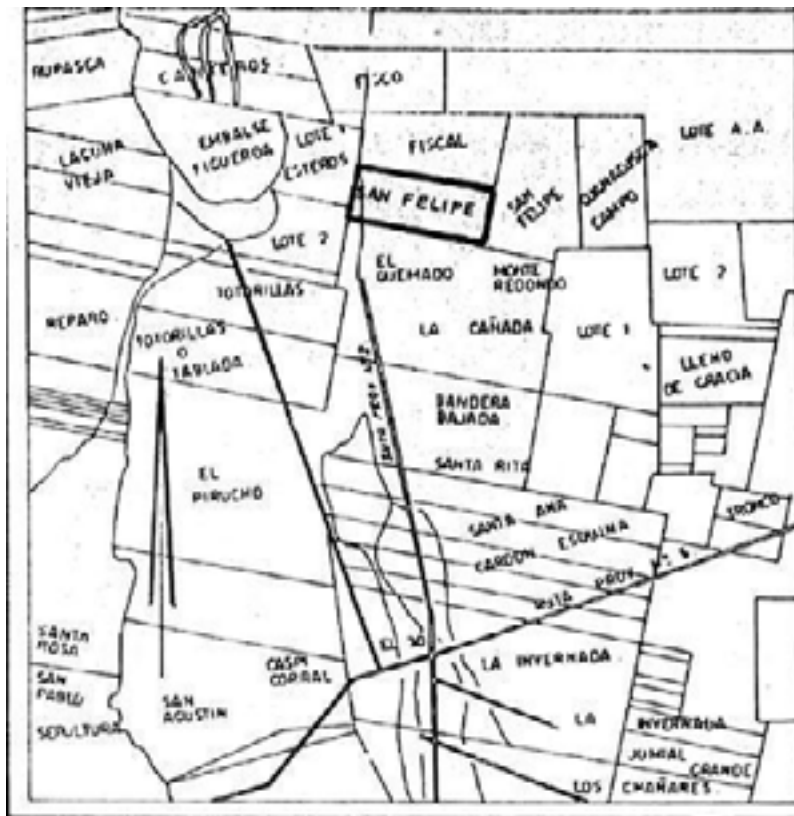 RUPASCA
FISCO
EMBALSE
FIGUEROA
LOTE 1
ESTEROS
FISCAL
LOTE A.A.
LAGUNA
VIEJA
SAN FELIPE
SAN
FELIPE
CAMPO
LOTE 2
EL
QUEMADO
MONTE
REDONDO
LOTE 2
TOTORILLAS
REPARO
TOTORILLAS
O
TABLADA
LA CAÑADA
LOTE 1
LLENO
DE GRACIA
BANDERA
BAJADA
EL
PIRUCHO
SANTA RITA
SANTA ANA
TRONCO
CARDON ESQUINA
RUTA PROV. Nº 6
SANTA
ROSA
SAN
PABLO
SEPULTURA
SAN
AGUSTIN
CASPI
CORRAL
LA INVERNADA
LA INVERNADA
JUMIAL
GRANDE
LOS CHAÑARES